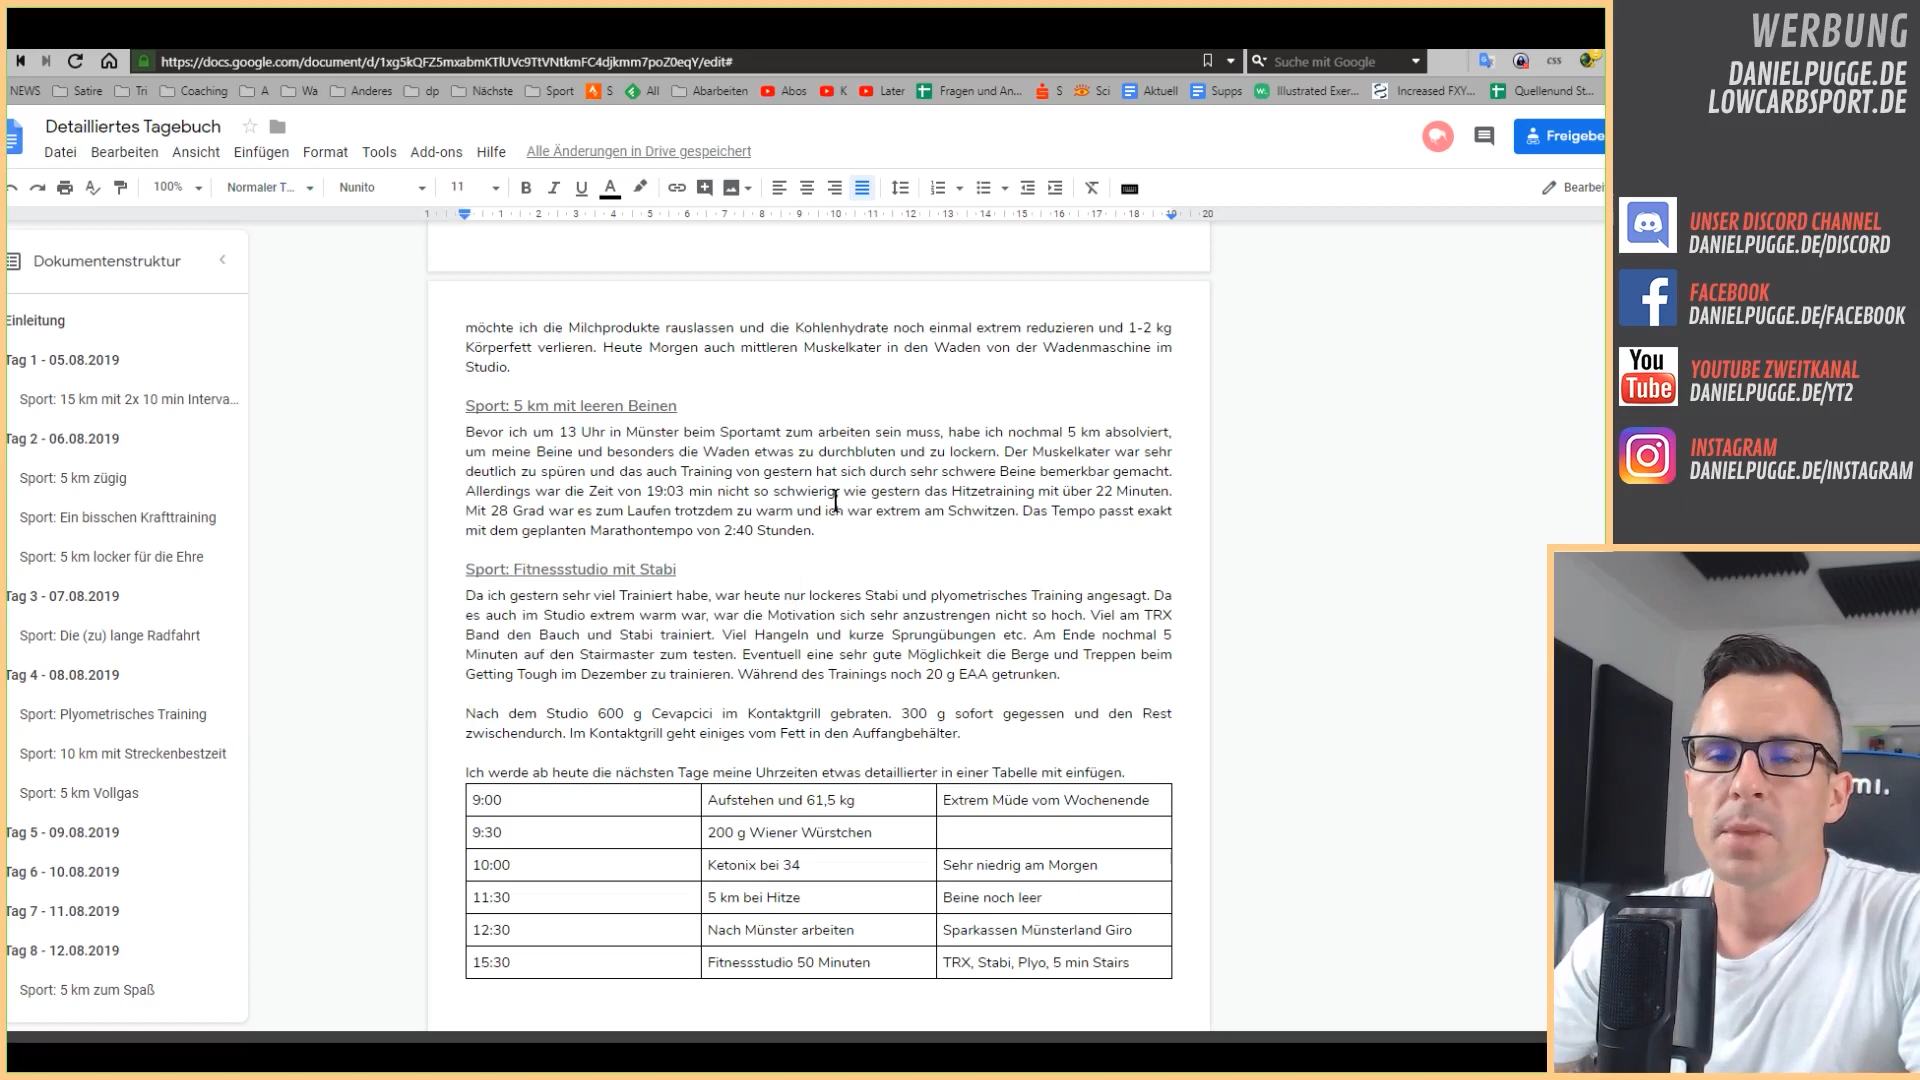 https://docs.google.com/document/d/1xg5kQFZ5mxabmKTlUVc9TtVNtkmFC4djkmm7poZ0eqY/edit#
Suche mit Google
css
NEWS Satire Tri Coaching A Wa Anderes dp Nächste Sport S All Abarbeiten Abos K Later Fragen und An... S Sci Aktuell Supps Illustrated Exer... Increased FXY... Quellenund St...
Detailliertes Tagebuch
Freigebe
Datei Bearbeiten Ansicht Einfügen Format Tools Add-ons Hilfe Alle Änderungen in Drive gespeichert
100% Normaler T... Nunito 11 B I U A Bearbei
1 1 2 3 4 5 6 7 8 9 10 11 12 13 14 15 16 17 18 19 20
Dokumentenstruktur
Einleitung
Tag 1 - 05.08.2019
Sport: 15 km mit 2x 10 min Interva...
Tag 2 - 06.08.2019
Sport: 5 km zügig
Sport: Ein bisschen Krafttraining
Sport: 5 km locker für die Ehre
Tag 3 - 07.08.2019
Sport: Die (zu) lange Radfahrt
Tag 4 - 08.08.2019
Sport: Plyometrisches Training
Sport: 10 km mit Streckenbestzeit
Sport: 5 km Vollgas
Tag 5 - 09.08.2019
Tag 6 - 10.08.2019
Tag 7 - 11.08.2019
Tag 8 - 12.08.2019
Sport: 5 km zum Spaß
möchte ich die Milchprodukte rauslassen und die Kohlenhydrate noch einmal extrem reduzieren und 1-2 kg
Körperfett verlieren. Heute Morgen auch mittleren Muskelkater in den Waden von der Wadenmaschine im
Studio.
Sport: 5 km mit leeren Beinen
Bevor ich um 13 Uhr in Münster beim Sportamt zum arbeiten sein muss, habe ich nochmal 5 km absolviert,
um meine Beine und besonders die Waden etwas zu durchbluten und zu lockern. Der Muskelkater war sehr
deutlich zu spüren und das auch Training von gestern hat sich durch sehr schwere Beine bemerkbar gemacht.
Allerdings war die Zeit von 19:03 min nicht so schwierig, wie gestern das Hitzetraining mit über 22 Minuten.
Mit 28 Grad war es zum Laufen trotzdem zu warm und ich war extrem am Schwitzen. Das Tempo passt exakt
mit dem geplanten Marathontempo von 2:40 Stunden.
Sport: Fitnessstudio mit Stabi
Da ich gestern sehr viel Trainiert habe, war heute nur lockeres Stabi und plyometrisches Training angesagt. Da
es auch im Studio extrem warm war, war die Motivation sich sehr anzustrengen nicht so hoch. Viel am TRX
Band den Bauch und Stabi trainiert. Viel Hangeln und kurze Sprungübungen etc. Am Ende nochmal 5
Minuten auf den Stairmaster zum testen. Eventuell eine sehr gute Möglichkeit die Berge und Treppen beim
Getting Tough im Dezember zu trainieren. Während des Trainings noch 20 g EAA getrunken.
Nach dem Studio 600 g Cevapcici im Kontaktgrill gebraten. 300 g sofort gegessen und den Rest
zwischendurch. Im Kontaktgrill geht einiges vom Fett in den Auffangbehälter.
Ich werde ab heute die nächsten Tage meine Uhrzeiten etwas detaillierter in einer Tabelle mit einfügen.
9:00 Aufstehen und 61,5 kg Extrem Müde vom Wochenende
9:30 200 g Wiener Würstchen
10:00 Ketonix bei 34 Sehr niedrig am Morgen
11:30 5 km bei Hitze Beine noch leer
12:30 Nach Münster arbeiten Sparkassen Münsterland Giro
15:30 Fitnessstudio 50 Minuten TRX, Stabi, Plyo, 5 min Stairs
WERBUNG
DANIELPUGGE.DE
LOWCARBSPORT.DE
UNSER DISCORD CHANNEL
DANIELPUGGE.DE/DISCORD
FACEBOOK
DANIELPUGGE.DE/FACEBOOK
You
Tube
YOUTUBE ZWEITKANAL
DANIELPUGGE.DE/YT2
INSTAGRAM
DANIELPUGGE.DE/INSTAGRAM